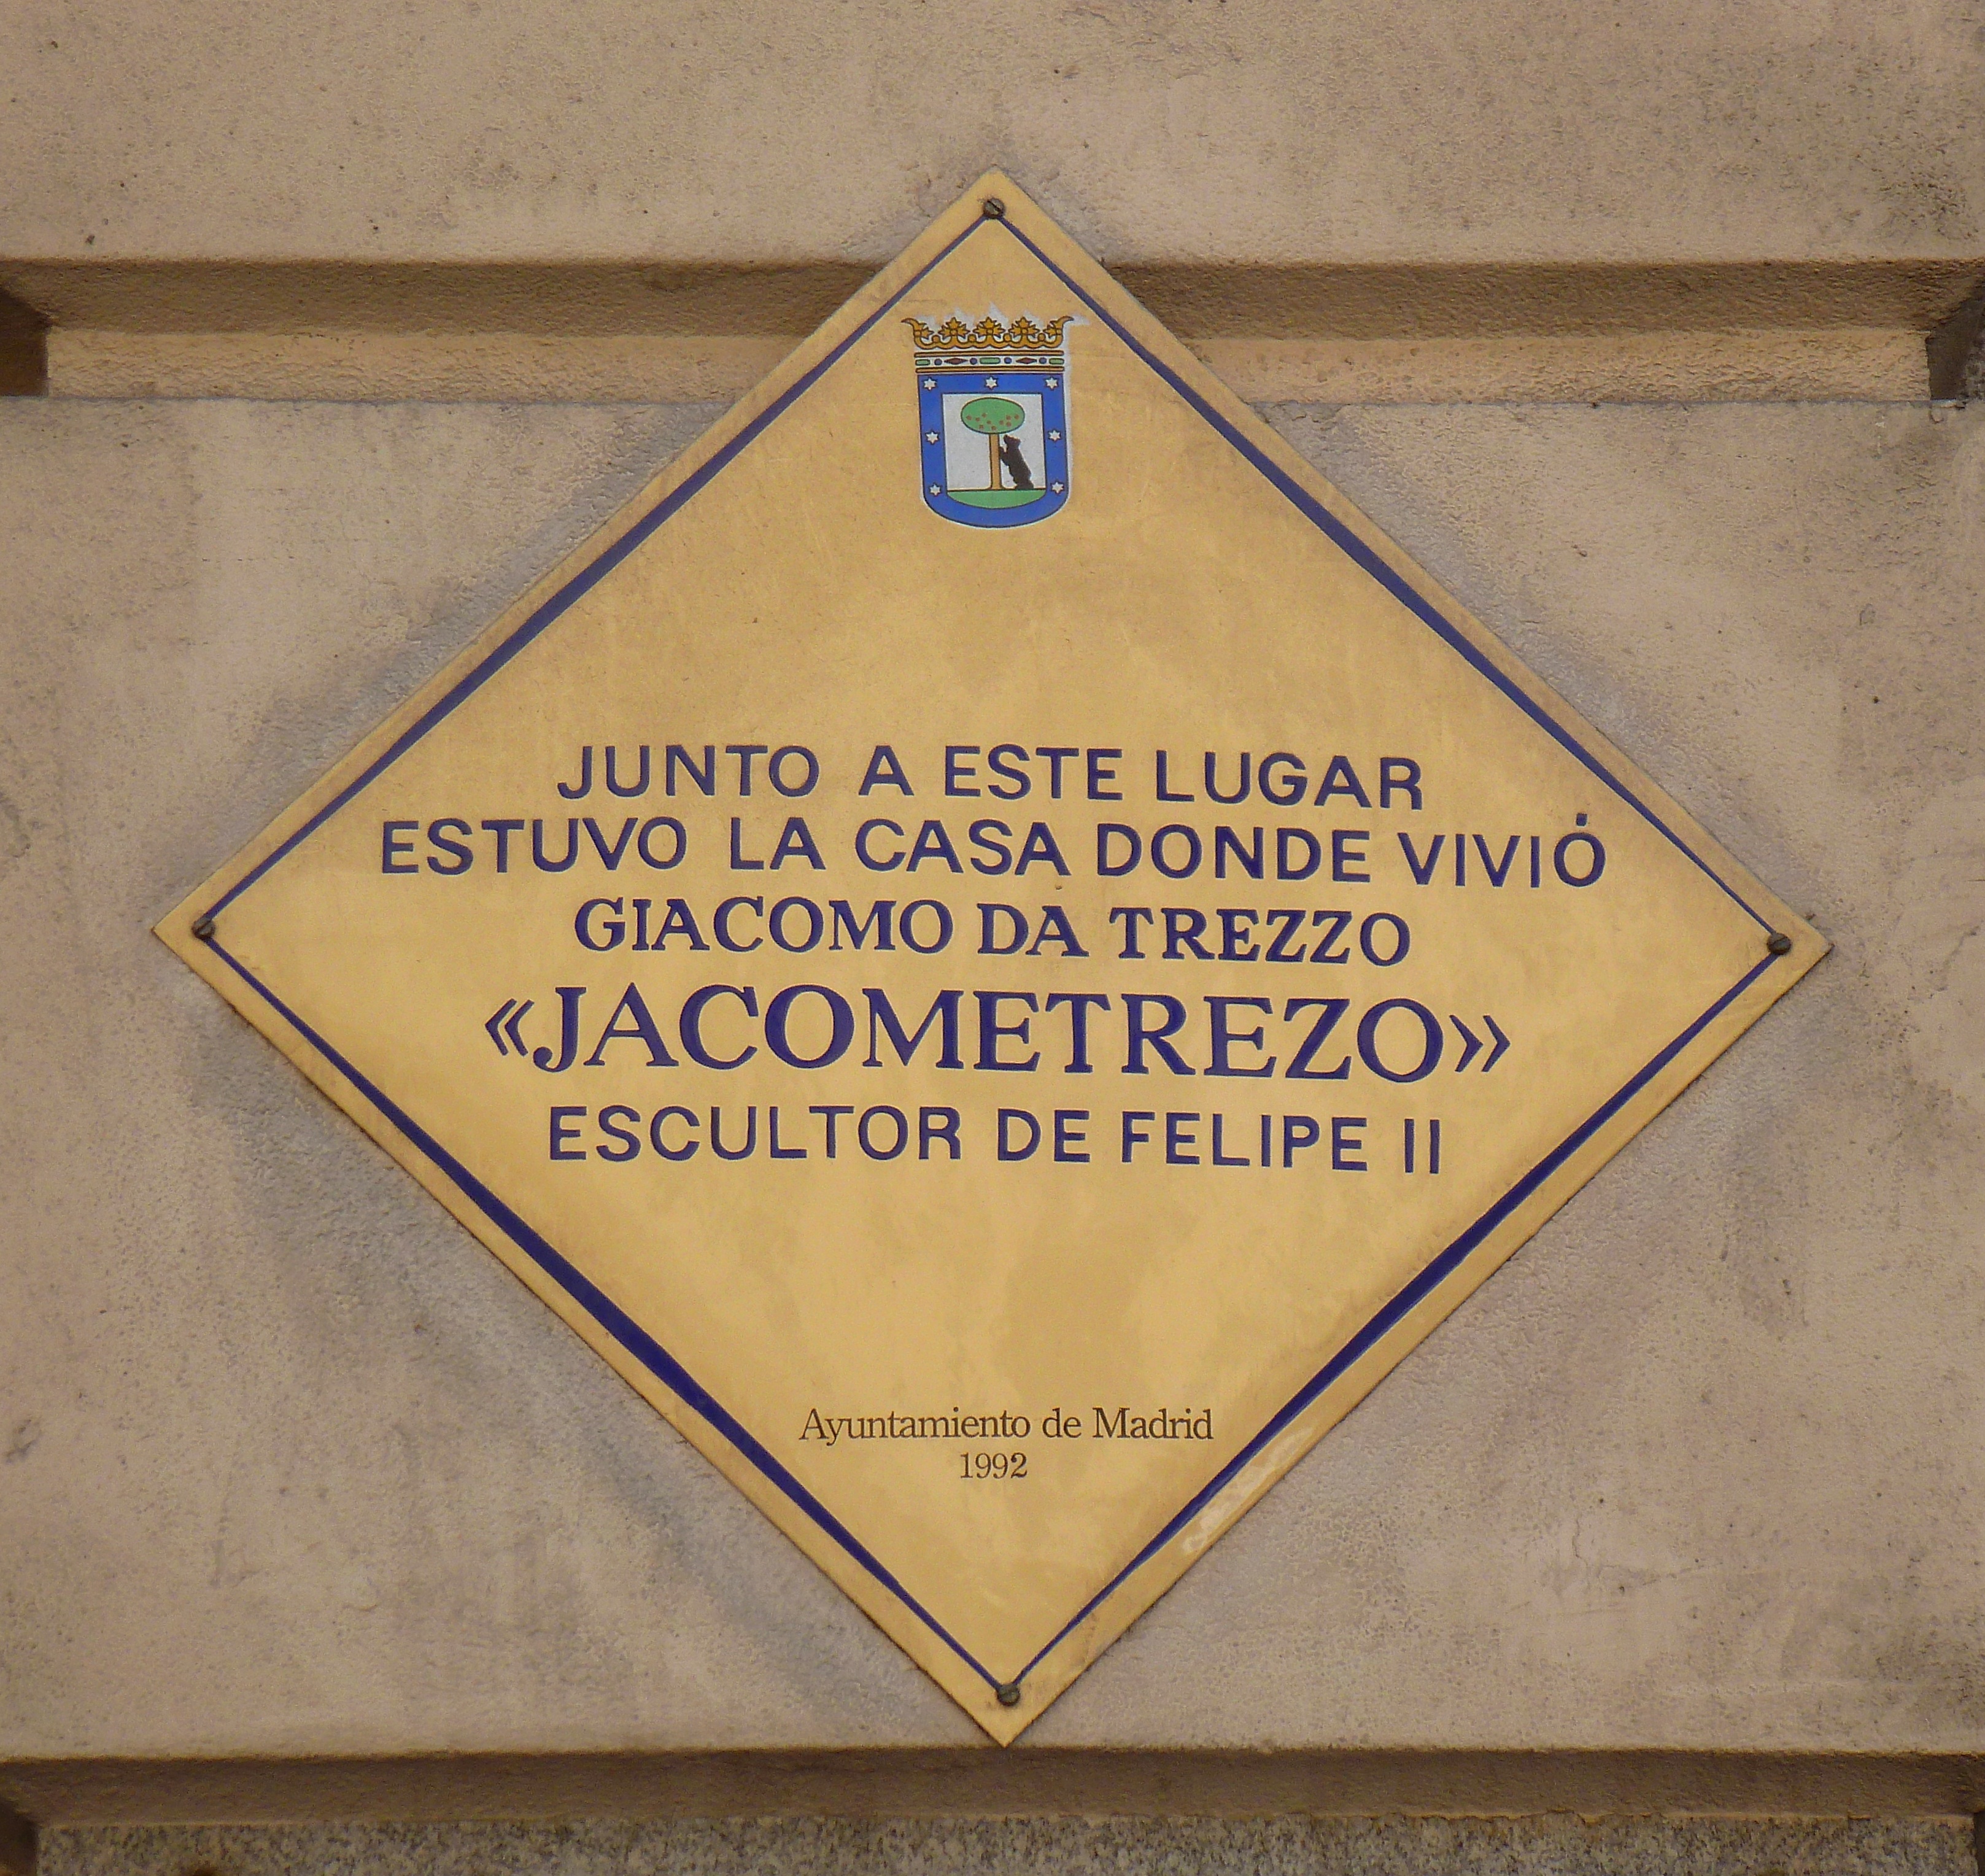 JUNTO A ESTE LUGAR
ESTUVO LA CASA DONDE VIVIÓ
GIACOMO DA TREZZO
«JACOMETREZO»
ESCULTOR DE FELIPE II
Ayuntamiento de Madrid
1992